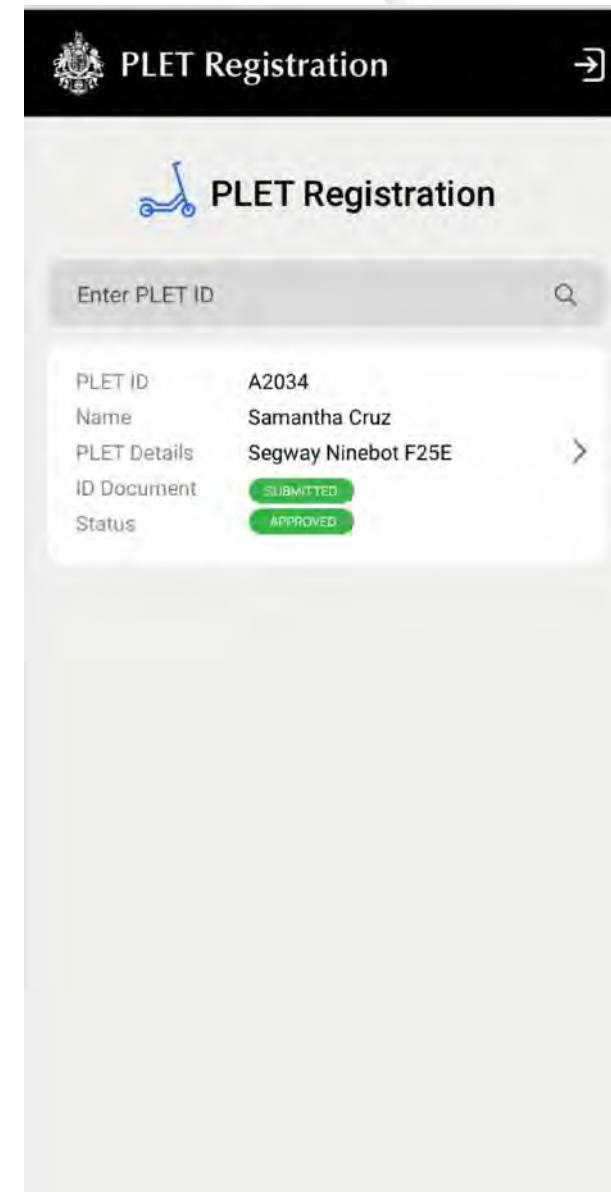 PLET Registration
PLET Registration
Enter PLET ID
PLET ID A2034
Name Samantha Cruz
PLET Details Segway Ninebot F25E
ID Document SUBMITTED
Status APPROVED